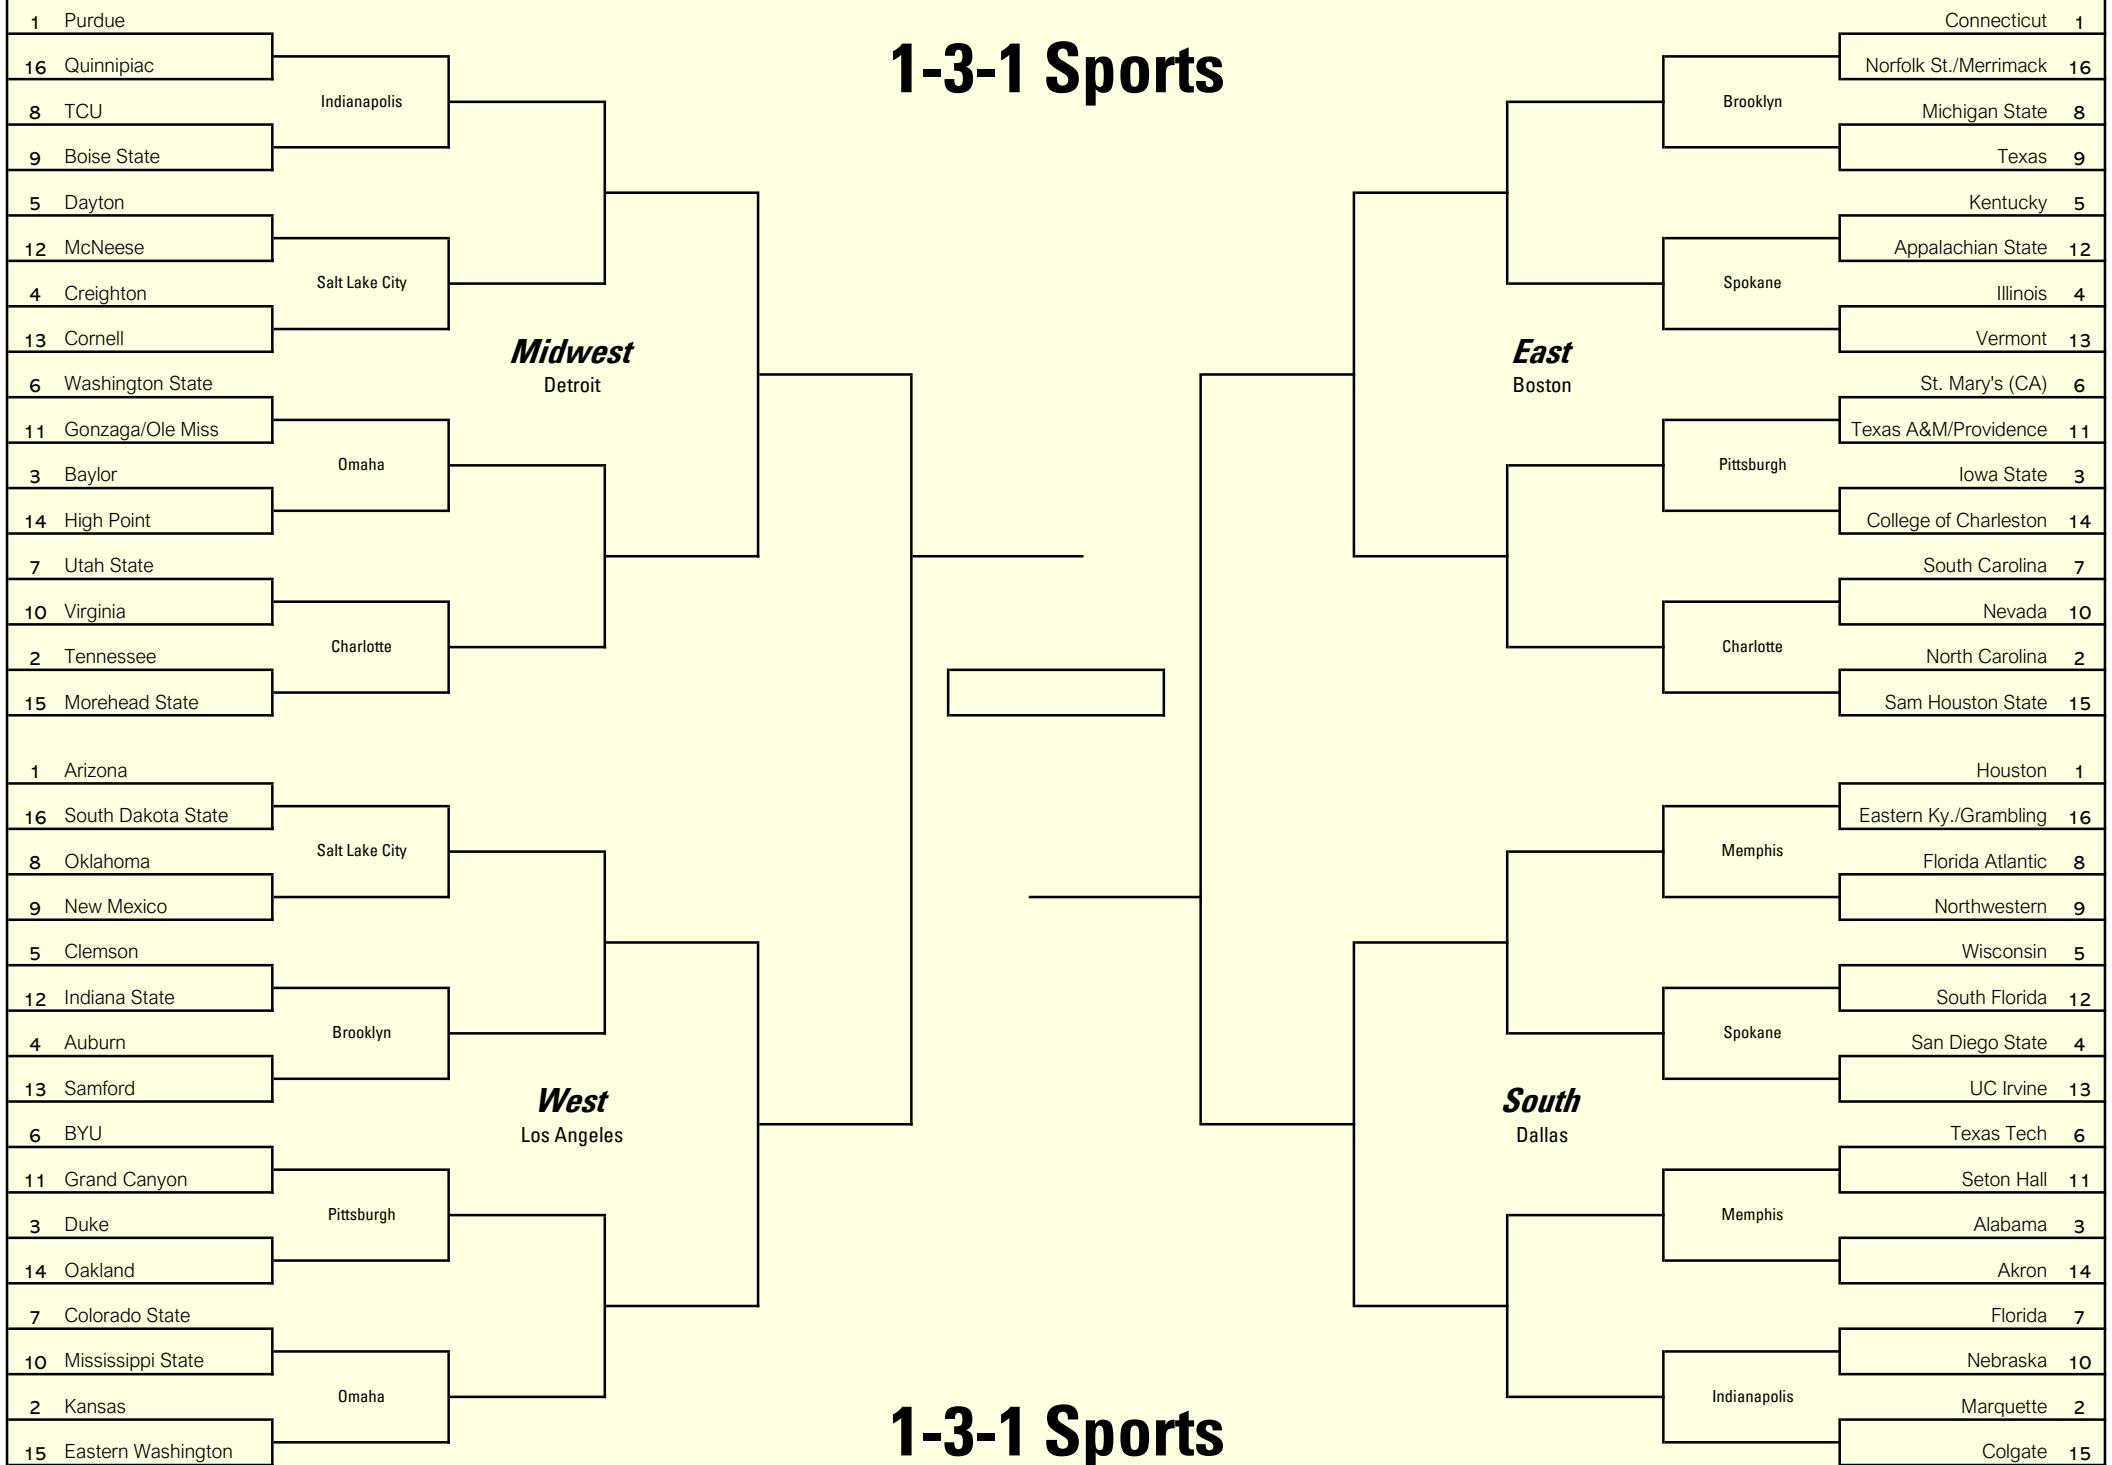 1-3-1 Sports
1 Purdue
16 Quinnipiac
Indianapolis
8 TCU
9 Boise State
5 Dayton
12 McNeese
Salt Lake City
4 Creighton
13 Cornell
Midwest
Detroit
6 Washington State
11 Gonzaga/Ole Miss
Omaha
3 Baylor
14 High Point
7 Utah State
10 Virginia
Charlotte
2 Tennessee
15 Morehead State
1 Arizona
16 South Dakota State
Salt Lake City
8 Oklahoma
9 New Mexico
5 Clemson
12 Indiana State
Brooklyn
4 Auburn
13 Samford
West
Los Angeles
6 BYU
11 Grand Canyon
Pittsburgh
3 Duke
14 Oakland
7 Colorado State
10 Mississippi State
Omaha
2 Kansas
15 Eastern Washington
Connecticut 1
Norfolk St./Merrimack 16
Brooklyn
Michigan State 8
Texas 9
Kentucky 5
Appalachian State 12
Spokane
Illinois 4
Vermont 13
East
Boston
St. Mary's (CA) 6
Texas A&M/Providence 11
Pittsburgh
Iowa State 3
College of Charleston 14
South Carolina 7
Nevada 10
Charlotte
North Carolina 2
Sam Houston State 15
Houston 1
Eastern Ky./Grambling 16
Memphis
Florida Atlantic 8
Northwestern 9
Wisconsin 5
South Florida 12
Spokane
San Diego State 4
UC Irvine 13
South
Dallas
Texas Tech 6
Seton Hall 11
Memphis
Alabama 3
Akron 14
Florida 7
Nebraska 10
Indianapolis
Marquette 2
Colgate 15
1-3-1 Sports